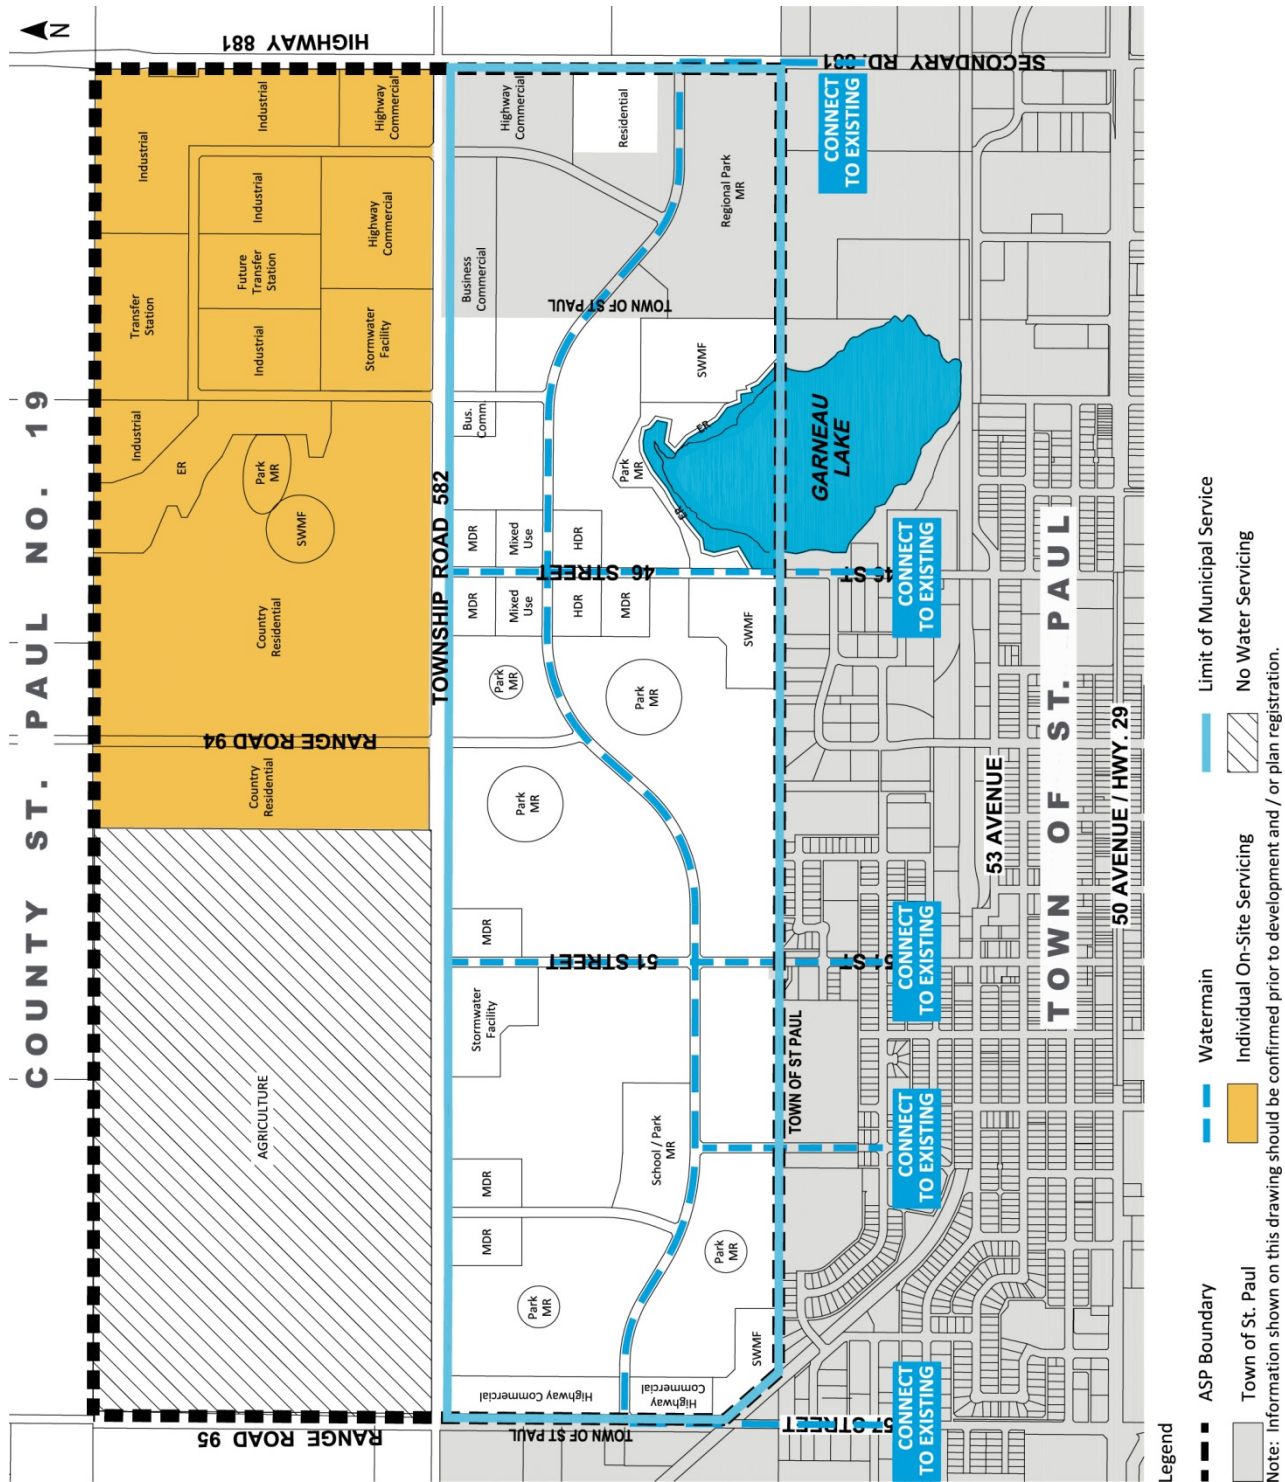 N
HIGHWAY 881
COUNTY ST. PAUL NO. 19
RANGE ROAD 95
AGRICULTURE
RANGE ROAD 94
Country
Residential
Country
Residential
SWMF
Park
MR
ER
Industrial
Transfer
Station
Industrial
Industrial
Future
Transfer
Station
Industrial
Industrial
Stormwater
Facility
Highway
Commercial
Highway
Commercial
TOWNSHIP ROAD 582
TOWN OF ST PAUL
Highway Commercial
Highway
Commercial
Park
MR
MDR
MDR
School / Park
MR
Park
MR
SWMF
Stormwater
Facility
MDR
51 STREET
Park
MR
Park
MR
Park
MR
MDR
Mixed
Use
HDR
MDR
SWMF
46 STREET
MDR
Mixed
Use
HDR
Bus.
Comm.
Park
MR
ER
ER
SWMF
GARNEAU
LAKE
Business
Commercial
TOWN OF ST PAUL
Highway
Commercial
Residential
Regional Park
MR
SECONDARY RD. 881
CONNECT
TO EXISTING
46 ST
CONNECT
TO EXISTING
51 ST
CONNECT
TO EXISTING
TOWN OF ST PAUL
CONNECT
TO EXISTING
57 STREET
CONNECT
TO EXISTING
53 AVENUE
TOWN OF ST. PAUL
50 AVENUE / HWY. 29
Legend
ASP Boundary
Watermain
Limit of Municipal Service
Town of St. Paul
Individual On-Site Servicing
No Water Servicing
Note: Information shown on this drawing should be confirmed prior to development and / or plan registration.